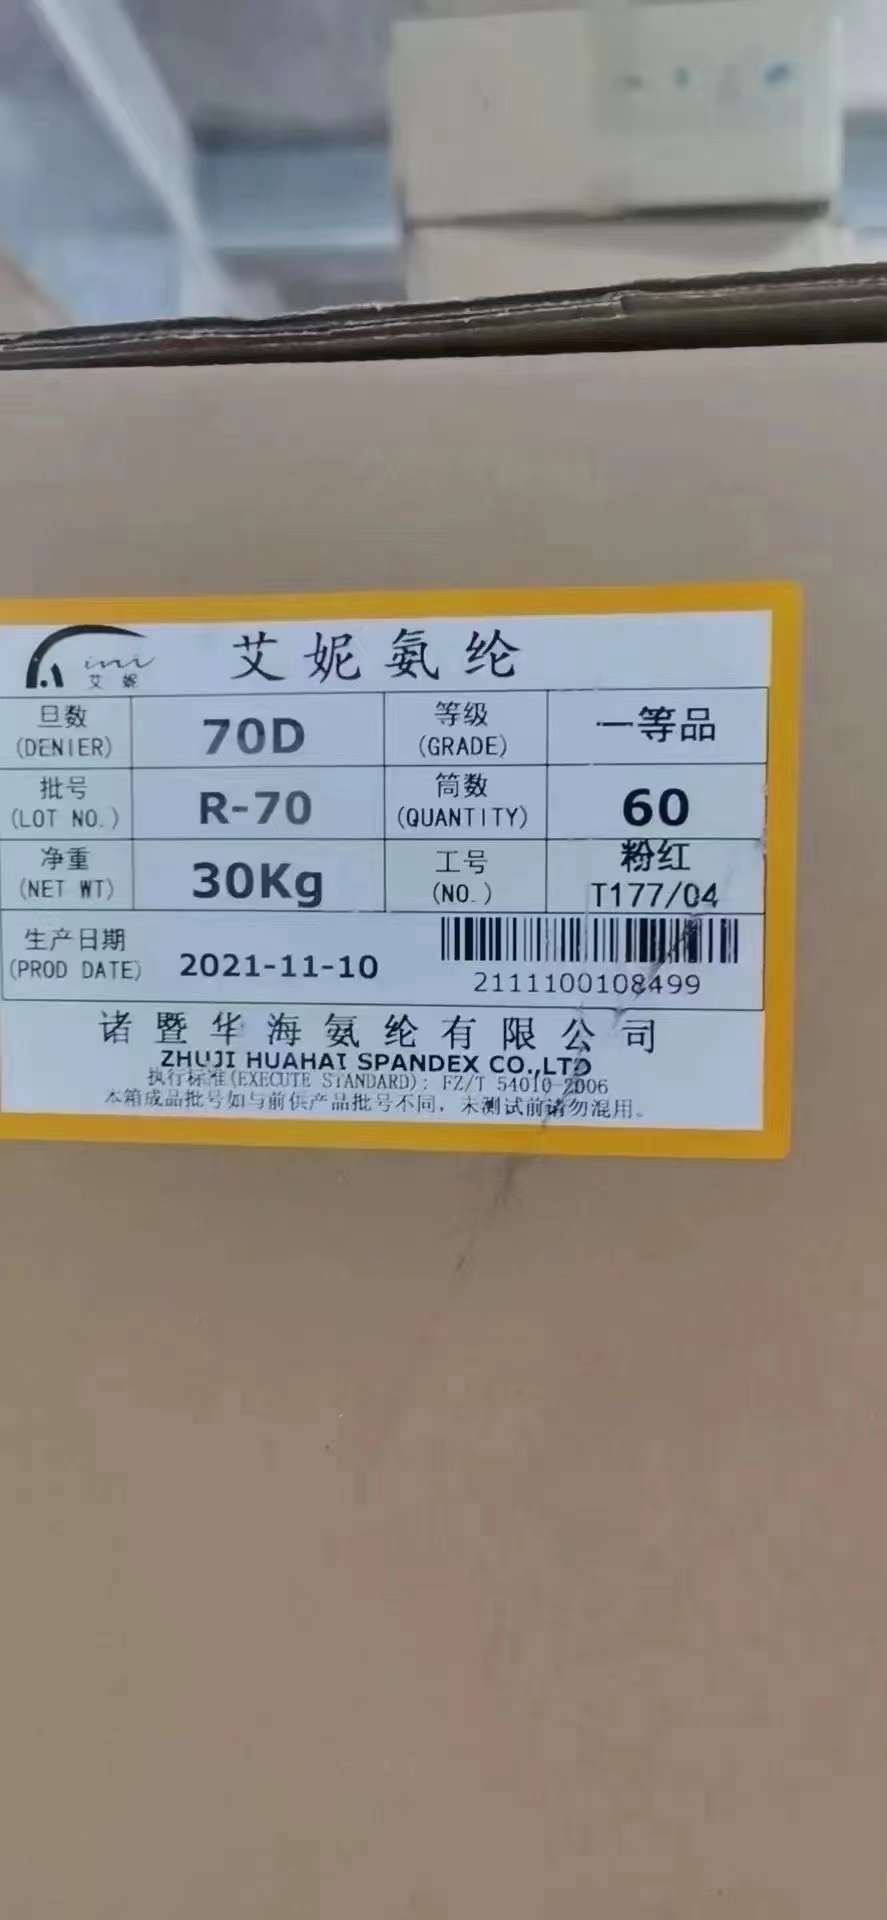 艾妮
艾妮氨纶
旦数 70D 等级 一等品
(DENIER) (GRADE)
批号 R-70 筒数 60
(LOT NO.) (QUANTITY)
净重 30Kg 工号 粉红
(NET WT) (NO.) T177/04
生产日期 2021-11-10
(PROD DATE) 2111100108499
诸暨华海氨纶有限公司
ZHUJI HUAHAI SPANDEX CO.,LTD
执行标准(EXECUTE STANDARD): FZ/T 54010-2006
本箱成品批号如与前供产品批号不同，未测试前请勿混用。